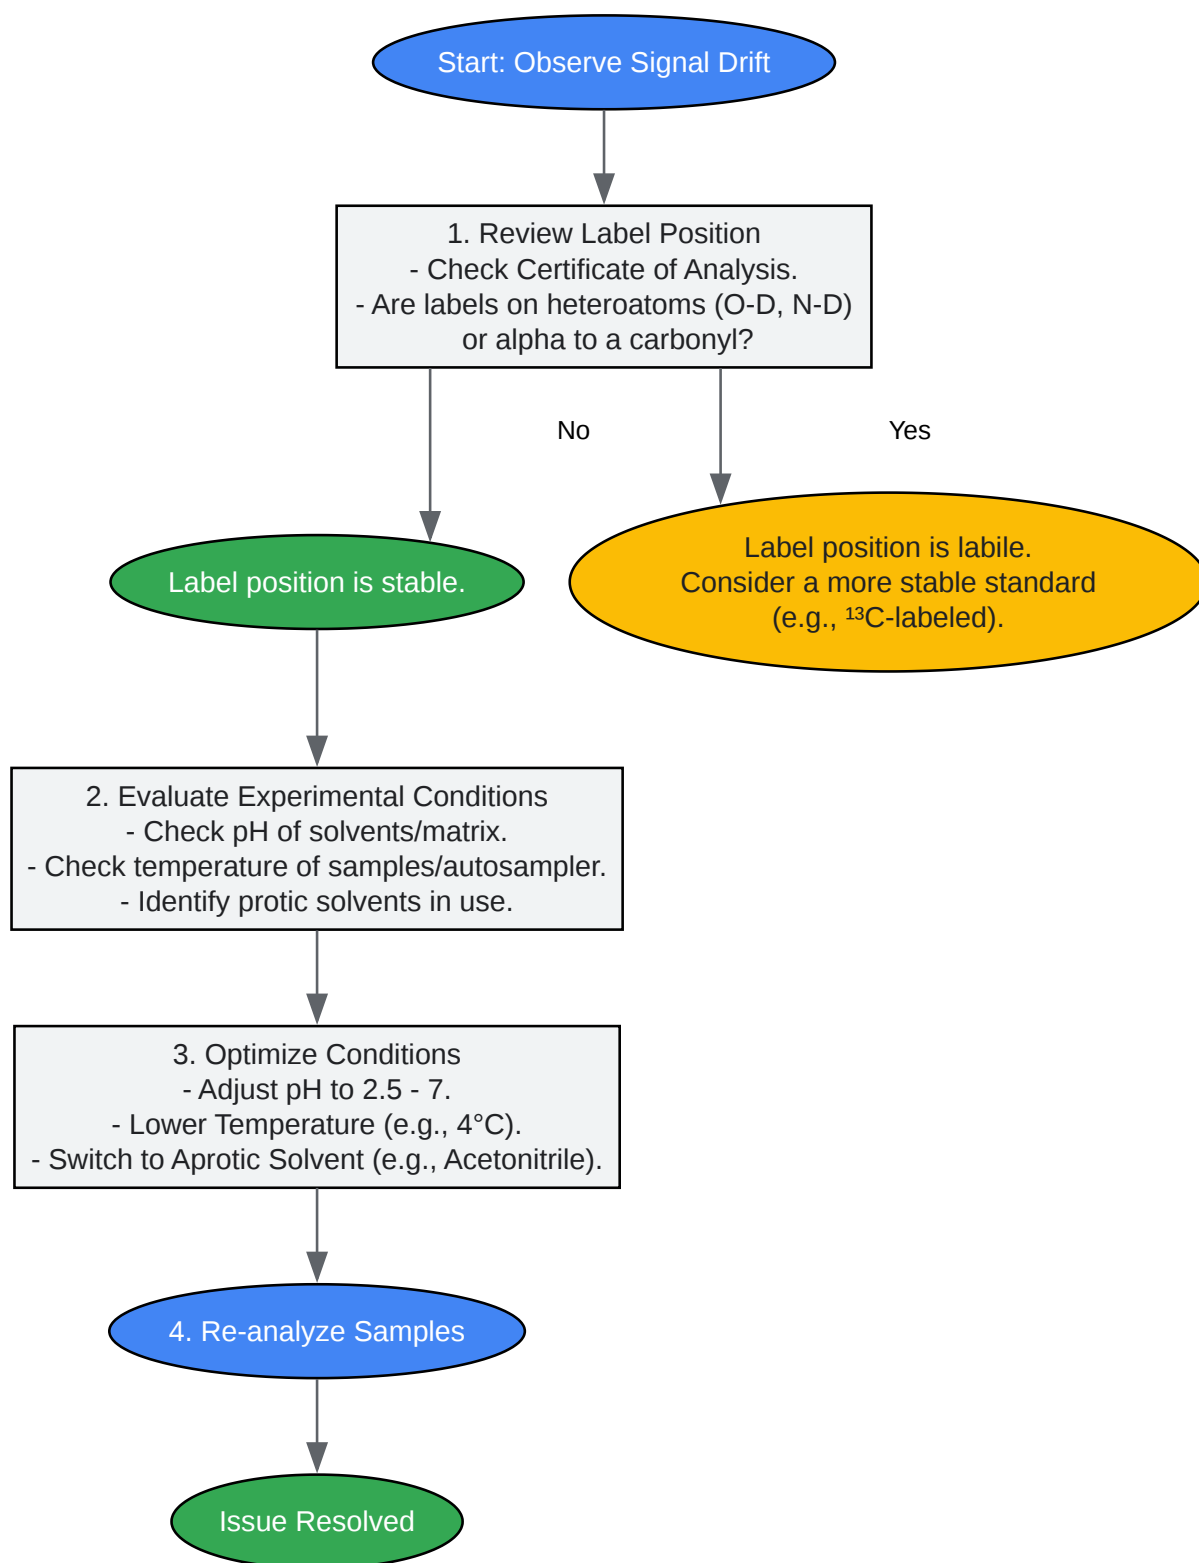 Start: Observe Signal Drift
1. Review Label Position
- Check Certificate of Analysis.
- Are labels on heteroatoms (O-D, N-D)
or alpha to a carbonyl?
No
Yes
Label position is stable.
Label position is labile.
Consider a more stable standard
(e.g., ¹³C-labeled).
2. Evaluate Experimental Conditions
- Check pH of solvents/matrix.
- Check temperature of samples/autosampler.
- Identify protic solvents in use.
3. Optimize Conditions
- Adjust pH to 2.5 - 7.
- Lower Temperature (e.g., 4°C).
- Switch to Aprotic Solvent (e.g., Acetonitrile).
4. Re-analyze Samples
Issue Resolved